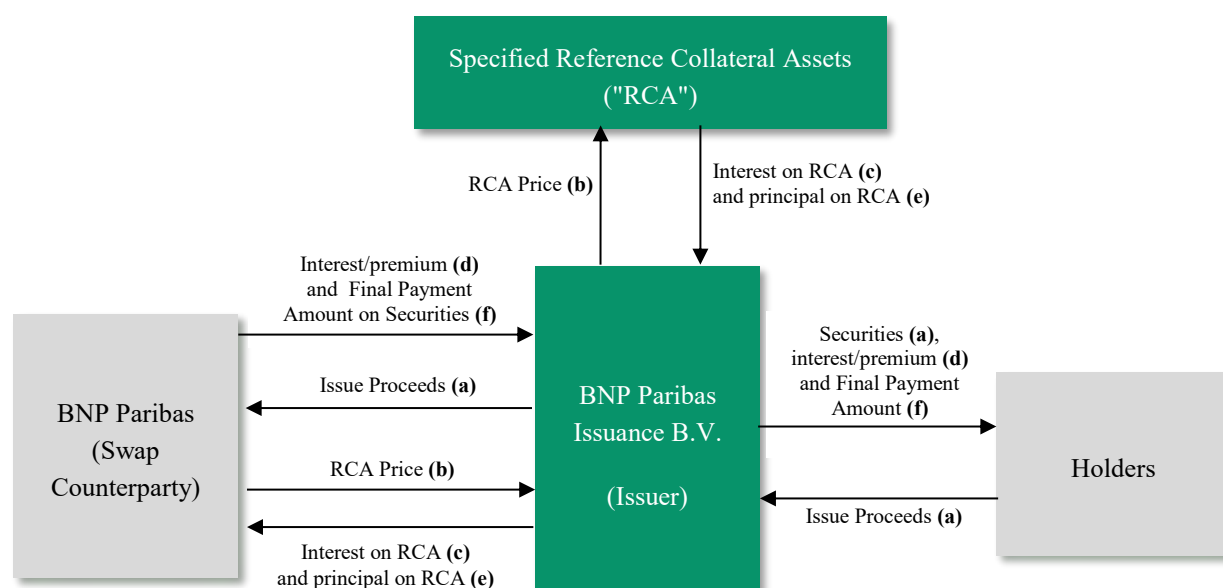 Specified Reference Collateral Assets
("RCA")
RCA Price (b)
Interest on RCA (c)
and principal on RCA (e)
Interest/premium (d)
and Final Payment
Amount on Securities (f)
Issue Proceeds (a)
RCA Price (b)
Interest on RCA (c)
and principal on RCA (e)
BNP Paribas
(Swap
Counterparty)
BNP Paribas
Issuance B.V.
(Issuer)
Securities (a),
interest/premium (d)
and Final Payment
Amount (f)
Issue Proceeds (a)
Holders